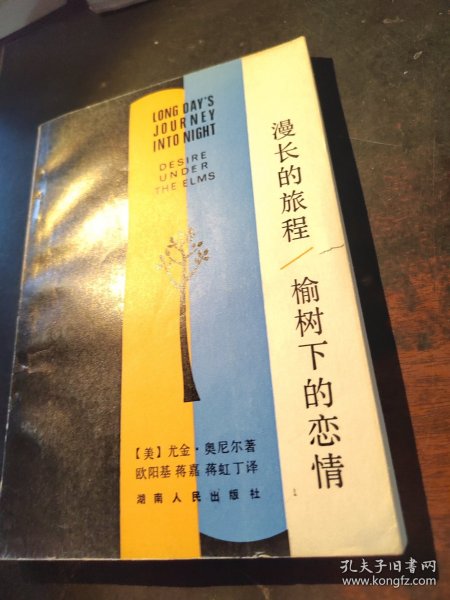 LONG DAY'S
JOURNEY
INTO NIGHT
DESIRE
UNDER
THE ELMS
漫长的旅程/榆树下的恋情
【美】尤金·奥尼尔著
欧阳基 蒋嘉 蒋虹丁译
湖南人民出版社
孔夫子旧书网
www.kongfz.com